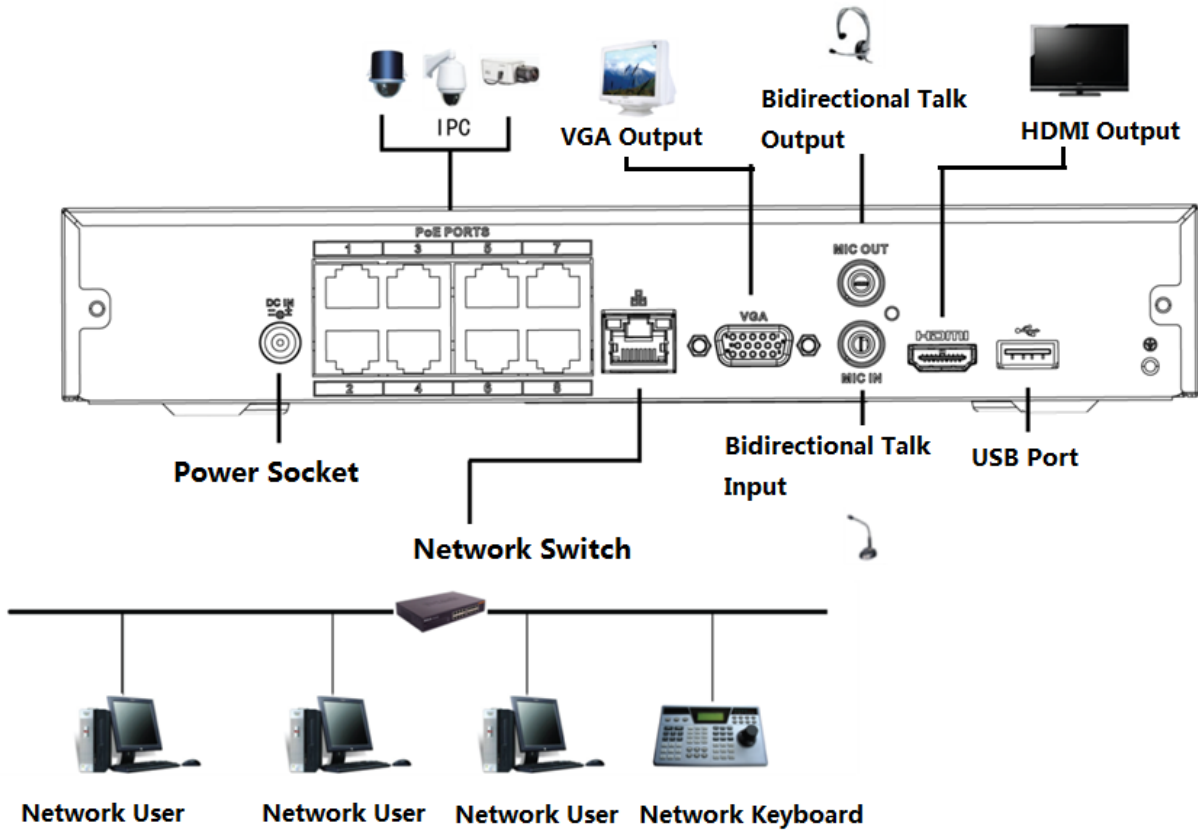 IPC
VGA Output
Bidirectional Talk
Output
HDMI Output
PoE PORTS
1 3 5 7
MIC OUT
DC IN
VGA
HDMI
MIC IN
2 4 6 8
Power Socket
Bidirectional Talk
Input
USB Port
Network Switch
Network User
Network User
Network User
Network Keyboard